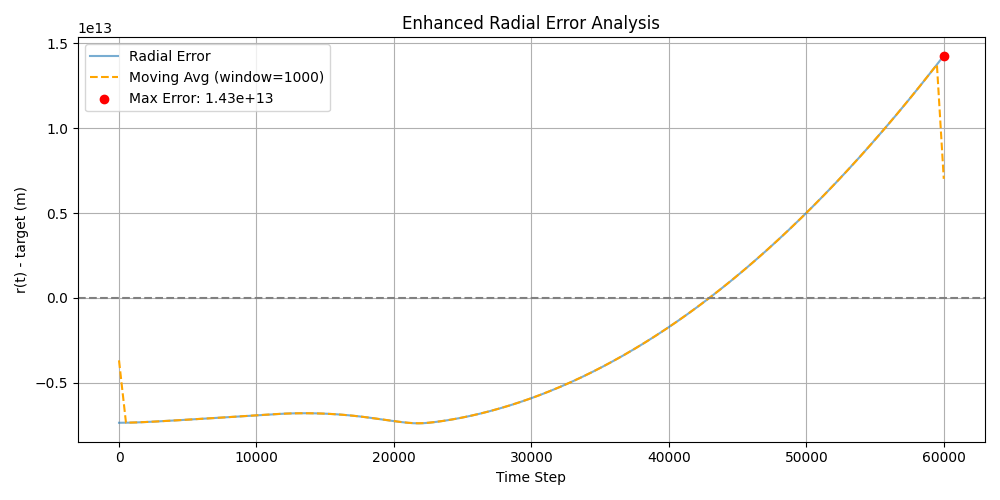 Enhanced Radial Error Analysis
1e13
Radial Error
Moving Avg (window=1000)
Max Error: 1.43e+13
1.5
1.0
0.5
0.0
−0.5
r(t) - target (m)
0 10000 20000 30000 40000 50000 60000
Time Step